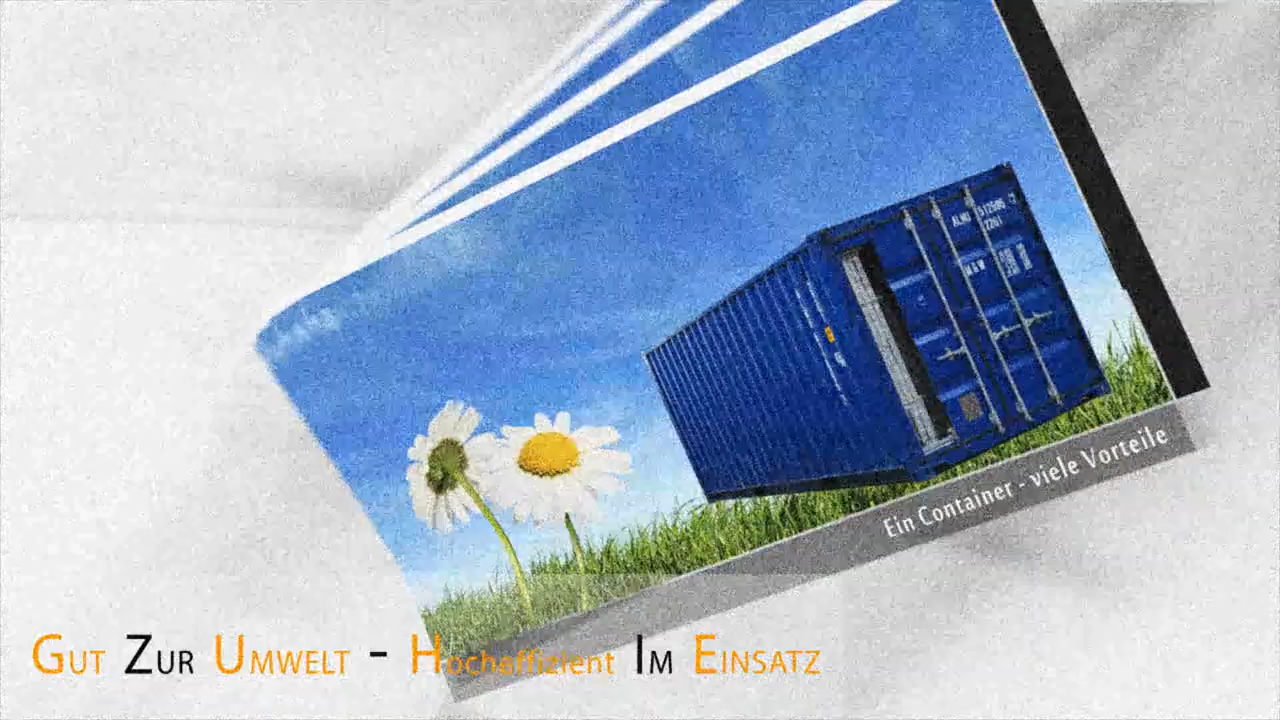 Ein Container - viele Vorteile
Gut Zur Umwelt - Hocheffizient Im Einsatz